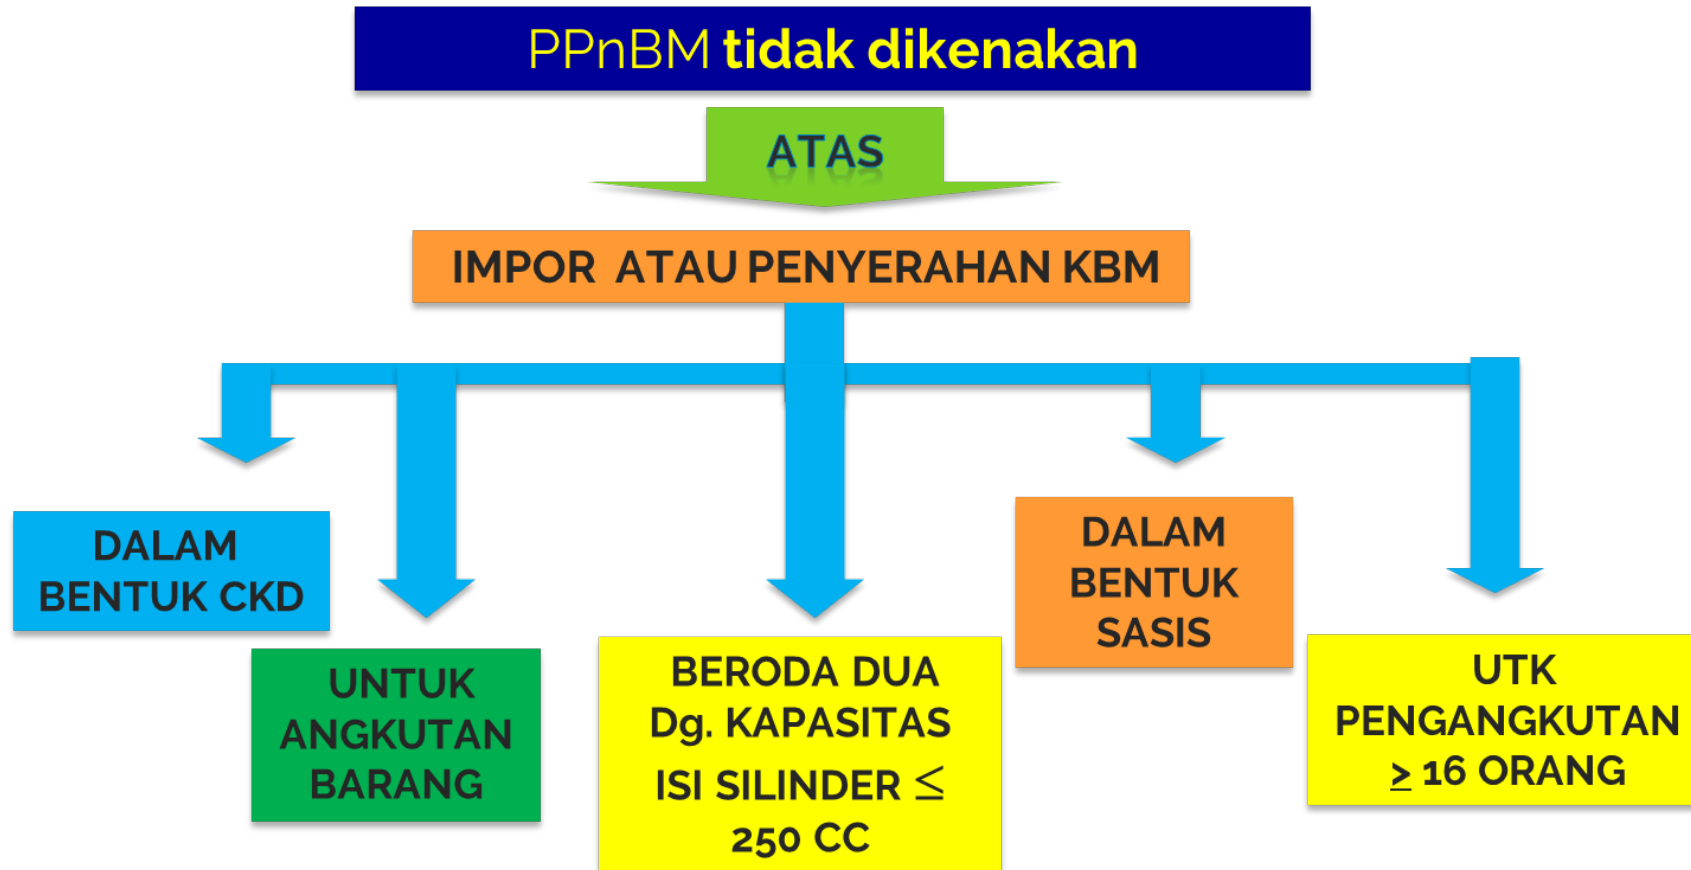 PPnBM tidak dikenakan
ATAS
IMPOR ATAU PENYERAHAN KBM
DALAM
BENTUK CKD
UNTUK
ANGKUTAN
BARANG
BERODA DUA
Dg. KAPASITAS
ISI SILINDER ≤
250 CC
DALAM
BENTUK
SASIS
UTK
PENGANGKUTAN
≥ 16 ORANG